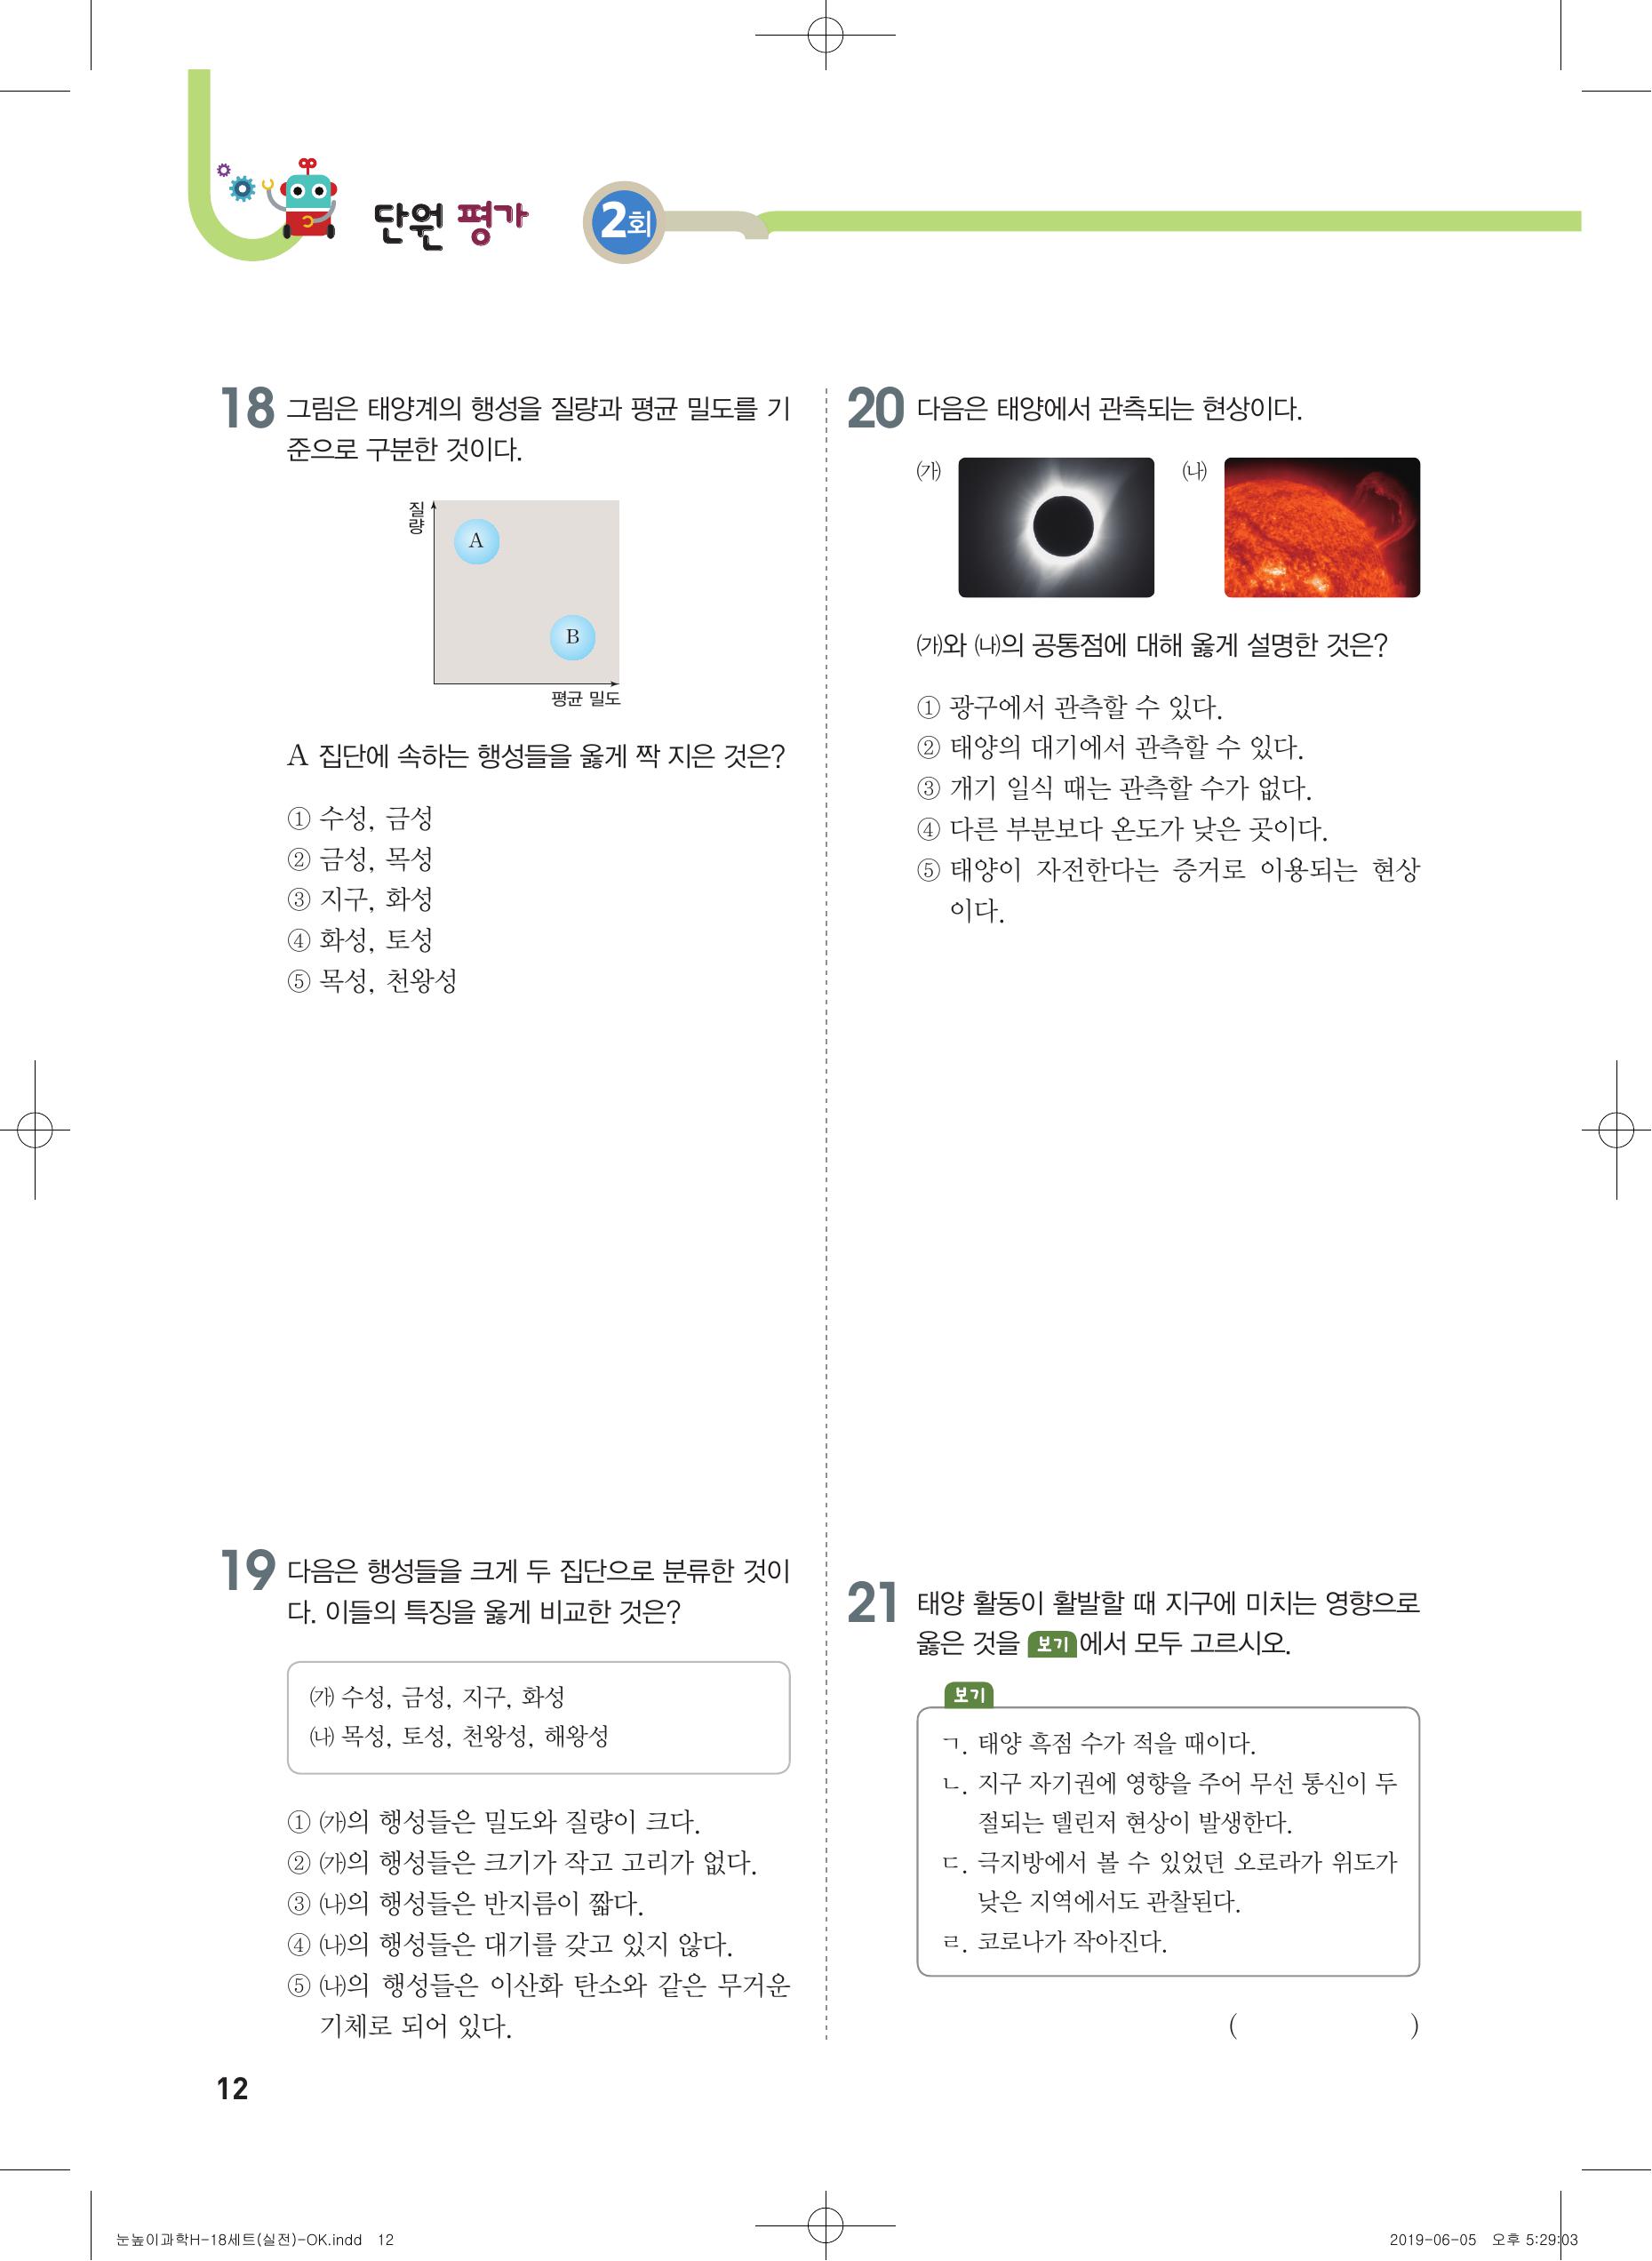 단원 평가 2회
18 그림은 태양계의 행성을 질량과 평균 밀도를 기
준으로 구분한 것이다.
질량
A
B
평균 밀도
A 집단에 속하는 행성들을 옳게 짝 지은 것은?
① 수성, 금성
② 금성, 목성
③ 지구, 화성
④ 화성, 토성
⑤ 목성, 천왕성
19 다음은 행성들을 크게 두 집단으로 분류한 것이
다. 이들의 특징을 옳게 비교한 것은?
㈎ 수성, 금성, 지구, 화성
㈏ 목성, 토성, 천왕성, 해왕성
① ㈎의 행성들은 밀도와 질량이 크다.
② ㈎의 행성들은 크기가 작고 고리가 없다.
③ ㈏의 행성들은 반지름이 짧다.
④ ㈏의 행성들은 대기를 갖고 있지 않다.
⑤ ㈏의 행성들은 이산화 탄소와 같은 무거운
기체로 되어 있다.
20 다음은 태양에서 관측되는 현상이다.
㈎ ㈏
㈎와 ㈏의 공통점에 대해 옳게 설명한 것은?
① 광구에서 관측할 수 있다.
② 태양의 대기에서 관측할 수 있다.
③ 개기 일식 때는 관측할 수가 없다.
④ 다른 부분보다 온도가 낮은 곳이다.
⑤ 태양이 자전한다는 증거로 이용되는 현상
이다.
21 태양 활동이 활발할 때 지구에 미치는 영향으로
옳은 것을 보기에서 모두 고르시오.
보기
ㄱ. 태양 흑점 수가 적을 때이다.
ㄴ. 지구 자기권에 영향을 주어 무선 통신이 두
절되는 델린저 현상이 발생한다.
ㄷ. 극지방에서 볼 수 있었던 오로라가 위도가
낮은 지역에서도 관찰된다.
ㄹ. 코로나가 작아진다.
( )
12
눈높이과학H-18세트(실전)-OK.indd 12
2019-06-05 오후 5:29:03